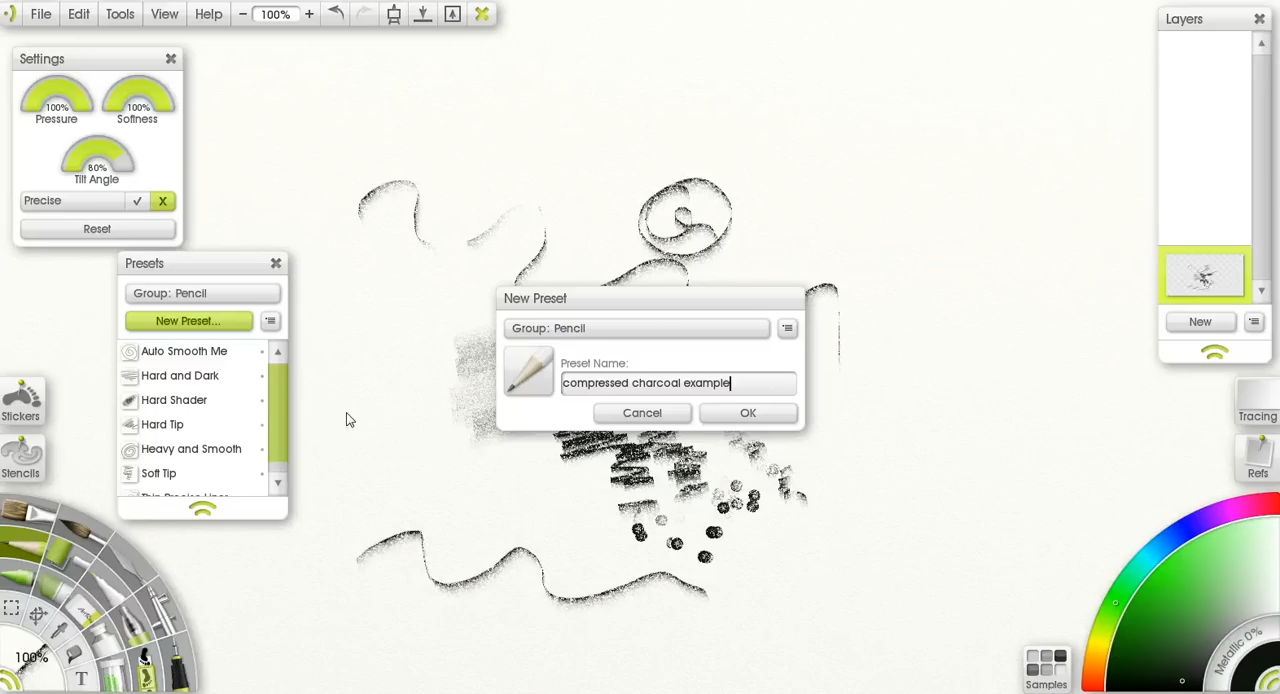 File Edit Tools View Help − 100% +
Settings
100% 100%
Pressure Softness
80%
Tilt Angle
Precise
Reset
Presets
Group: Pencil
New Preset...
Auto Smooth Me
Hard and Dark
Hard Shader
Hard Tip
Heavy and Smooth
Soft Tip
Thin Precise Liner
New Preset
Group: Pencil
Preset Name:
compressed charcoal example
Cancel OK
Layers
New
Stickers
Stencils
100%
T
Tracing
Refs
Metallic 0%
Samples